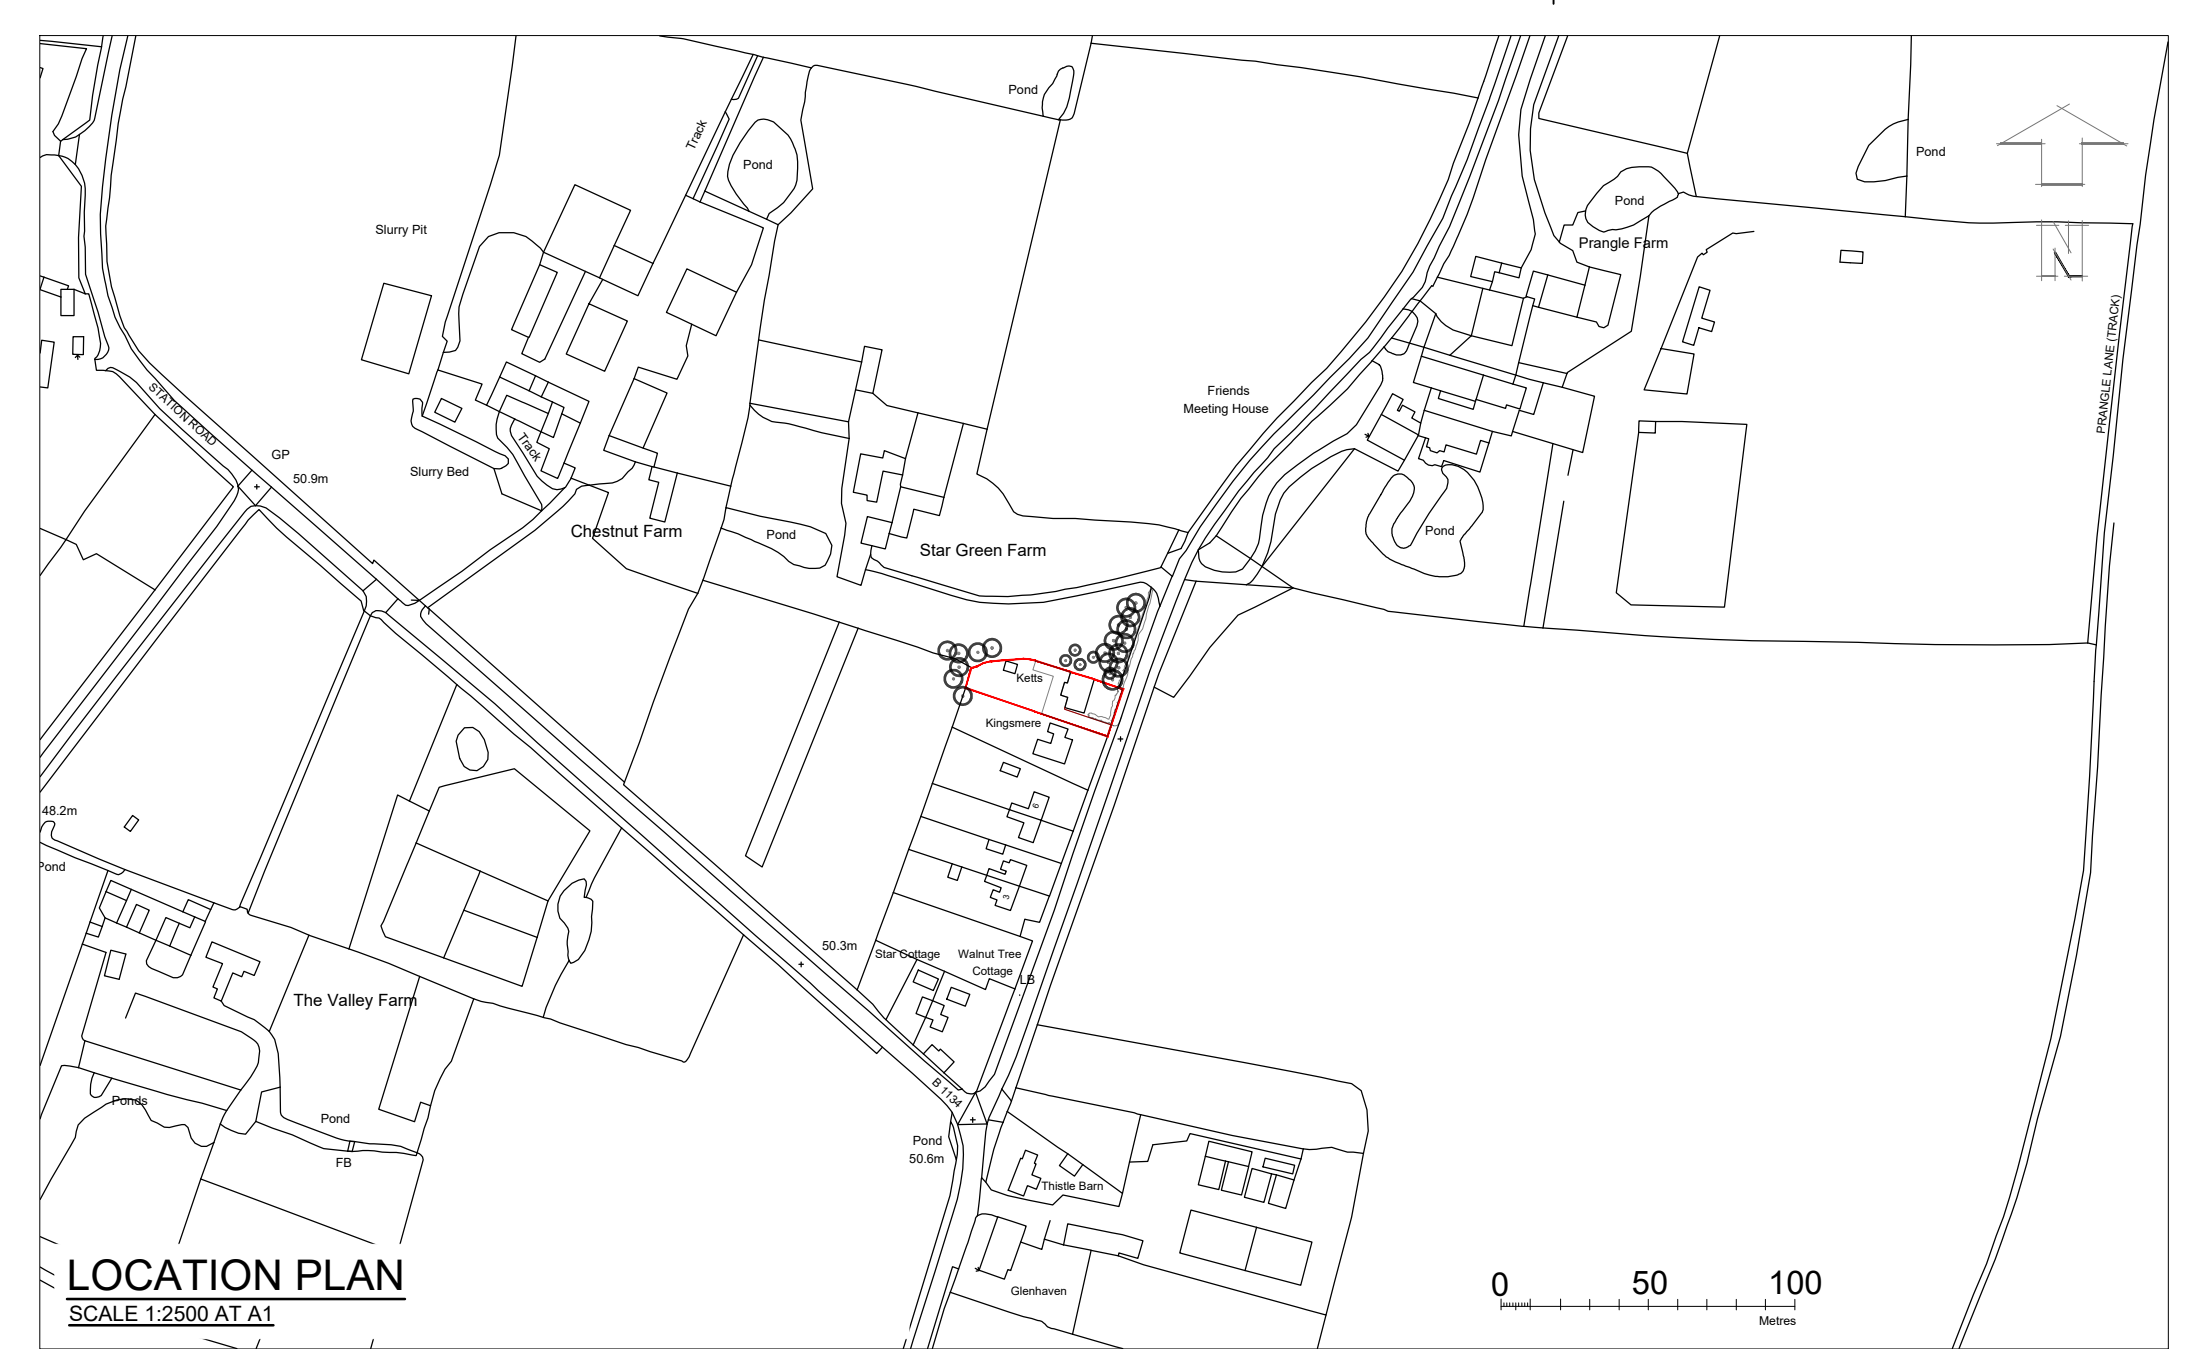 Pond
Track
Pond
Pond
Pond
Slurry Pit
Prangle Farm
N
PRANGLE LANE (TRACK)
STATION ROAD
Friends
Meeting House
GP
50.9m
Track
Slurry Bed
Chestnut Farm
Pond
Star Green Farm
Pond
Ketts
Kingsmere
6
3
48.2m
Pond
50.3m
Star Cottage
Walnut Tree
Cottage
LB
The Valley Farm
B 1134
Ponds
Pond
FB
Pond
50.6m
Thistle Barn
Glenhaven
LOCATION PLAN
SCALE 1:2500 AT A1
0 50 100
Metres